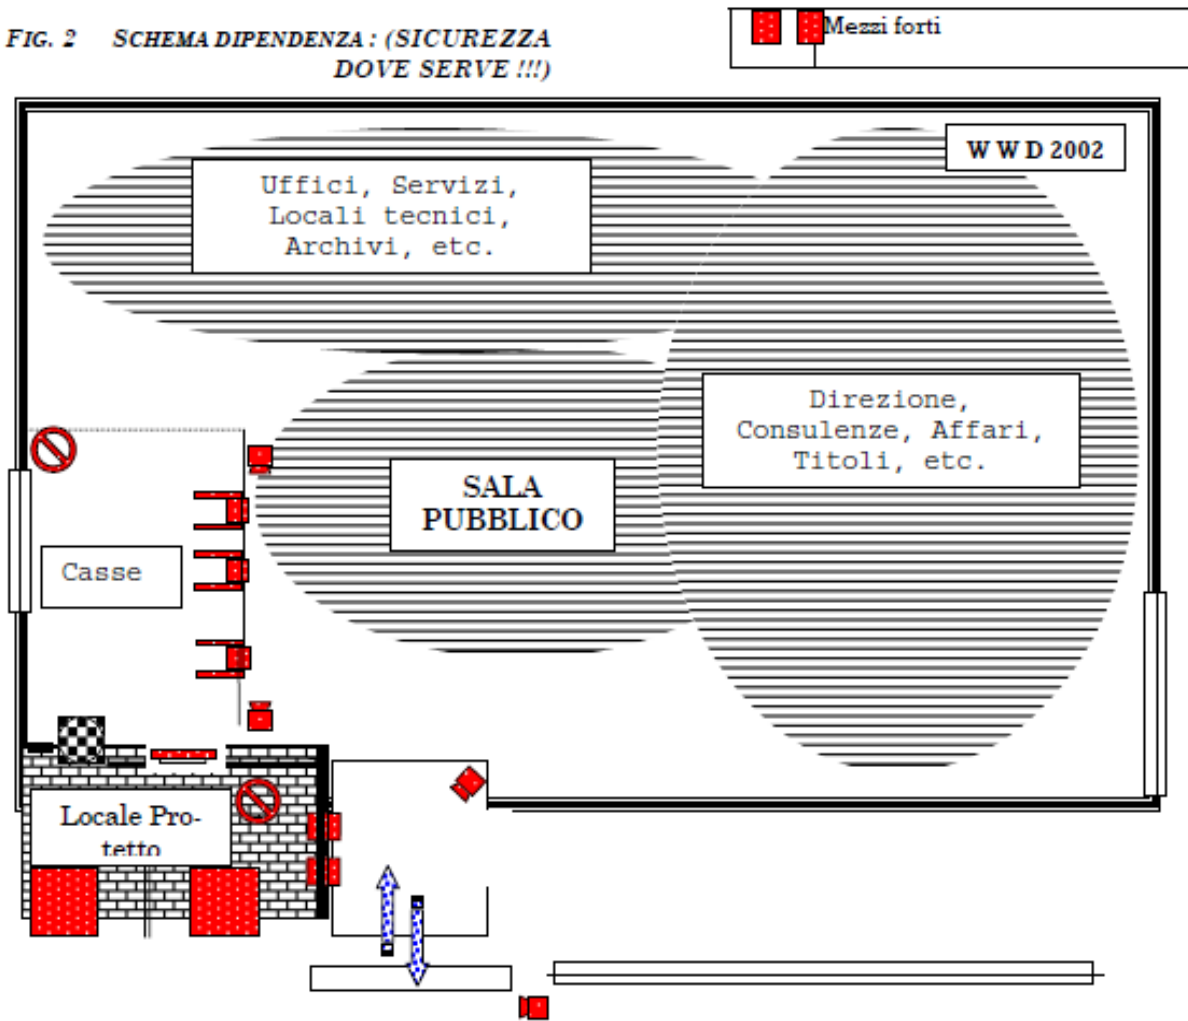 FIG. 2 SCHEMA DIPENDENZA : (SICUREZZA
DOVE SERVE !!!)
Mezzi forti
W W D 2002
Uffici, Servizi,
Locali tecnici,
Archivi, etc.
Direzione,
Consulenze, Affari,
Titoli, etc.
SALA
PUBBLICO
Casse
Locale Pro-
tetto